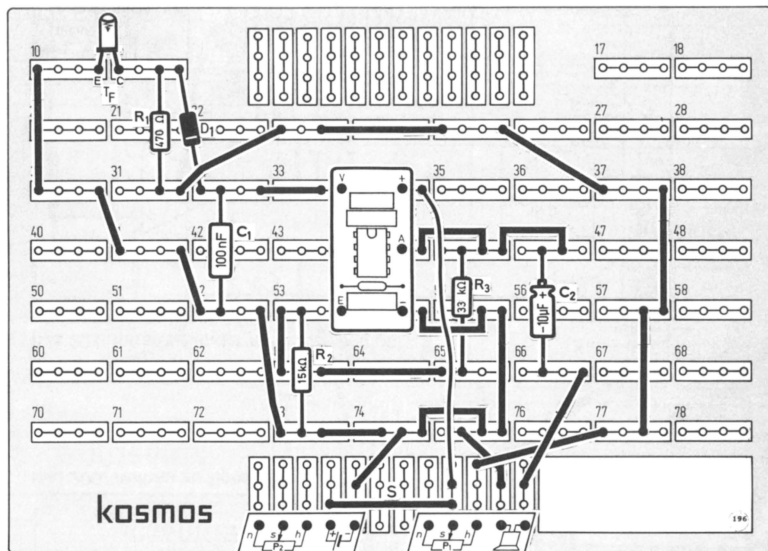 10
17
18
E
C
T_F
R₁
470 Ω
D₁
21
22
27
28
31
33
35
36
37
38
V
+
40
42
43
A
47
48
C₁
100nF
R₃
33 kΩ
C₂
+
-10µF
50
51
53
E
-
56
57
58
R₂
15kΩ
60
61
62
64
65
66
67
68
70
71
72
74
76
77
78
S
kosmos
n s h
P₂
+ -
n s h
P₁
196